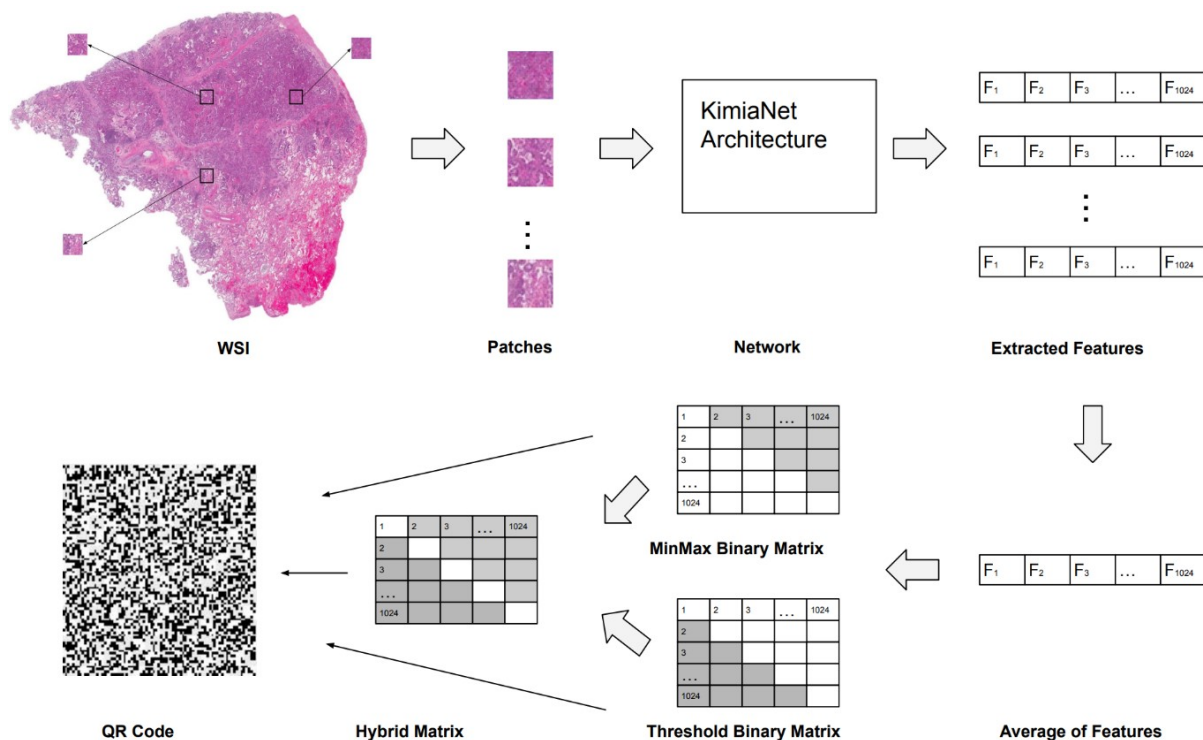 KimiaNet
Architecture
F1 F2 F3 ... F1024
F1 F2 F3 ... F1024
F1 F2 F3 ... F1024
WSI
Patches
Network
Extracted Features
1 2 3 ... 1024
2
3
...
1024
MinMax Binary Matrix
1 2 3 ... 1024
2
3
...
1024
F1 F2 F3 ... F1024
1 2 3 ... 1024
2
3
...
1024
QR Code
Hybrid Matrix
Threshold Binary Matrix
Average of Features